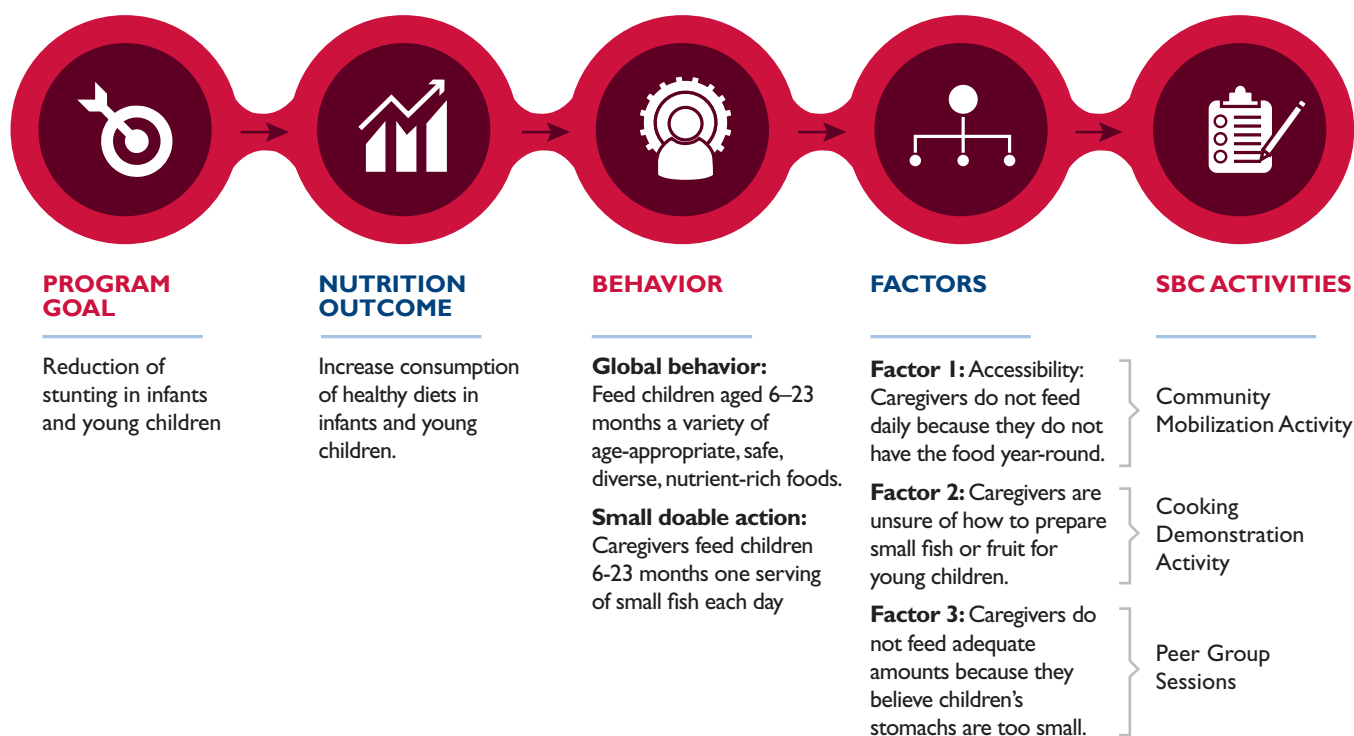 PROGRAM
GOAL
Reduction of
stunting in infants
and young children
NUTRITION
OUTCOME
Increase consumption
of healthy diets in
infants and young
children.
BEHAVIOR
Global behavior:
Feed children aged 6–23
months a variety of
age-appropriate, safe,
diverse, nutrient-rich foods.
Small doable action:
Caregivers feed children
6-23 months one serving
of small fish each day
FACTORS
Factor 1: Accessibility:
Caregivers do not feed
daily because they do not
have the food year-round.
Factor 2: Caregivers are
unsure of how to prepare
small fish or fruit for
young children.
Factor 3: Caregivers do
not feed adequate
amounts because they
believe children’s
stomachs are too small.
SBC ACTIVITIES
Community
Mobilization Activity
Cooking
Demonstration
Activity
Peer Group
Sessions